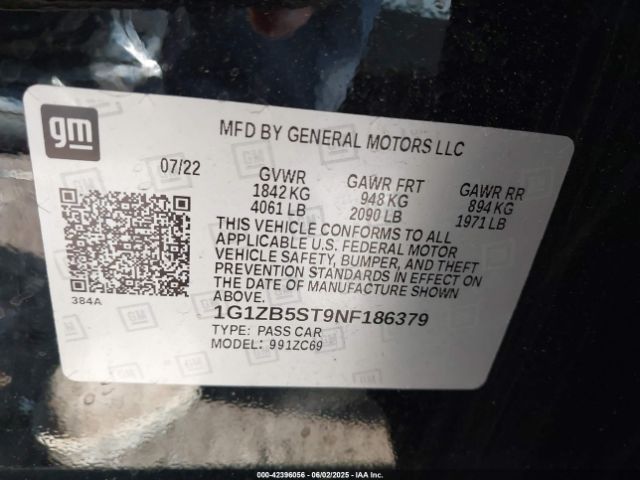 gm
MFD BY GENERAL MOTORS LLC
07/22
GVWR
1842 KG
4061 LB
GAWR FRT
948 KG
2090 LB
GAWR RR
894 KG
1971 LB
THIS VEHICLE CONFORMS TO ALL
APPLICABLE U.S. FEDERAL MOTOR
VEHICLE SAFETY, BUMPER, AND THEFT
PREVENTION STANDARDS IN EFFECT ON
THE DATE OF MANUFACTURE SHOWN
ABOVE.
384A
1G1ZB5ST9NF186379
TYPE: PASS CAR
MODEL: 991ZC69
000-42396056 - 06/02/2025 - IAA Inc.